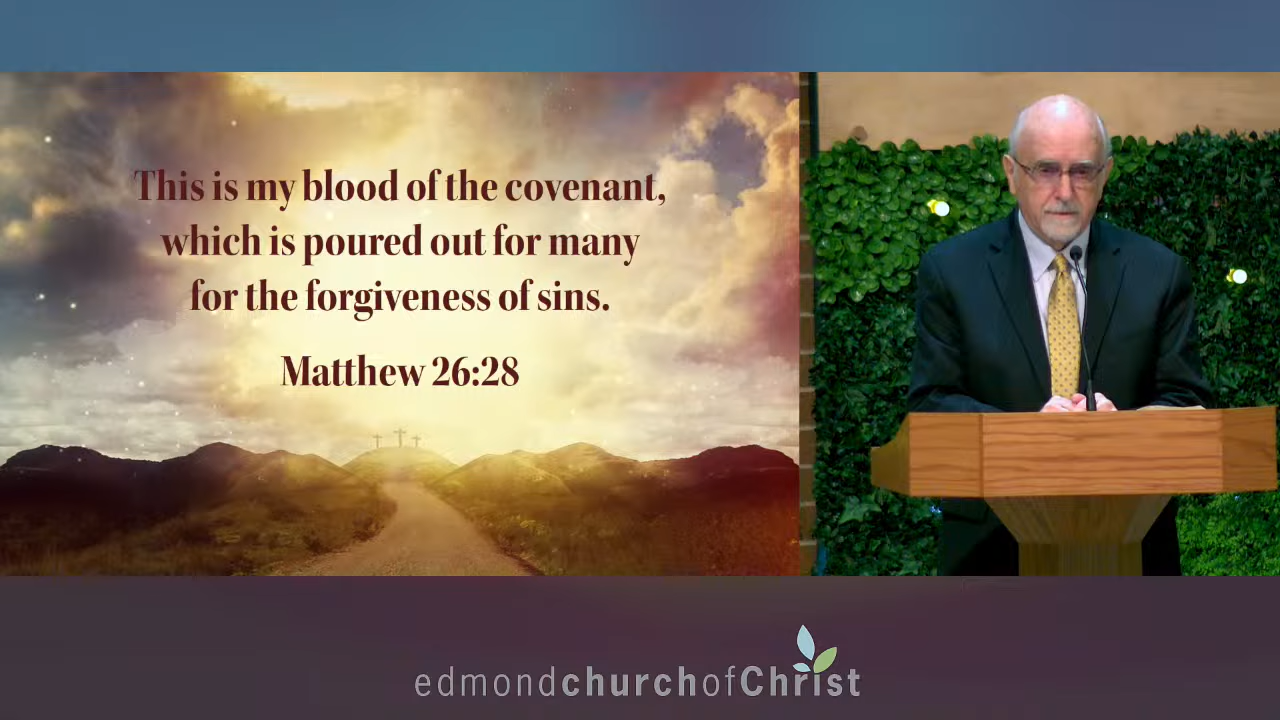 This is my blood of the covenant,
which is poured out for many
for the forgiveness of sins.
Matthew 26:28
edmondchurchofChrist